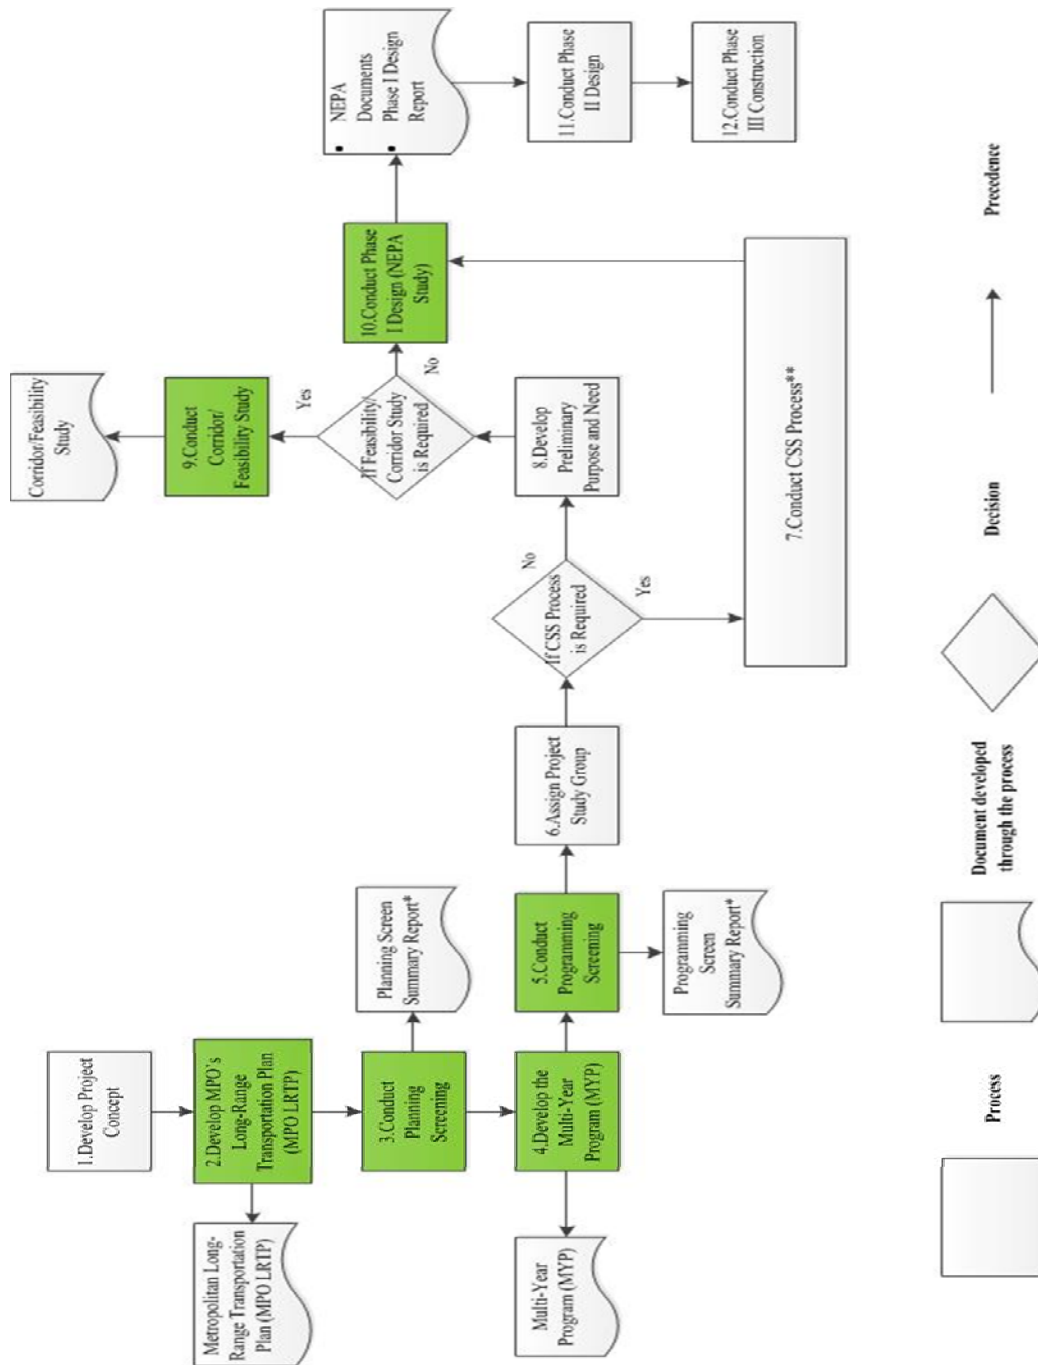 1.Develop Project
Concept
2.Develop MPO`s
Long-Range
Transportation Plan
(MPO LRTP)
Metropolitan Long-
Range Transportation
Plan (MPO LRTP)
3.Conduct
Planning
Screening
Planning Screen
Summary Report*
4.Develop the
Multi-Year
Program (MYP)
Multi-Year
Program (MYP)
5.Conduct
Programming
Screening
Programming
Screen
Summary Report*
6.Assign Project
Study Group
If CSS Process
is Required
No
Yes
7.Conduct CSS Process**
8.Develop
Preliminary
Purpose and Need
If Feasibility/
Corridor Study
is Required
Yes
No
9.Conduct
Corridor/
Feasibility Study
Corridor/Feasibility
Study
10.Conduct Phase
I Design (NEPA
Study)
• NEPA
Documents
• Phase I Design
Report
11.Conduct Phase
II Design
12.Conduct Phase
III Construction
Process
Document developed
through the process
Decision
Precedence